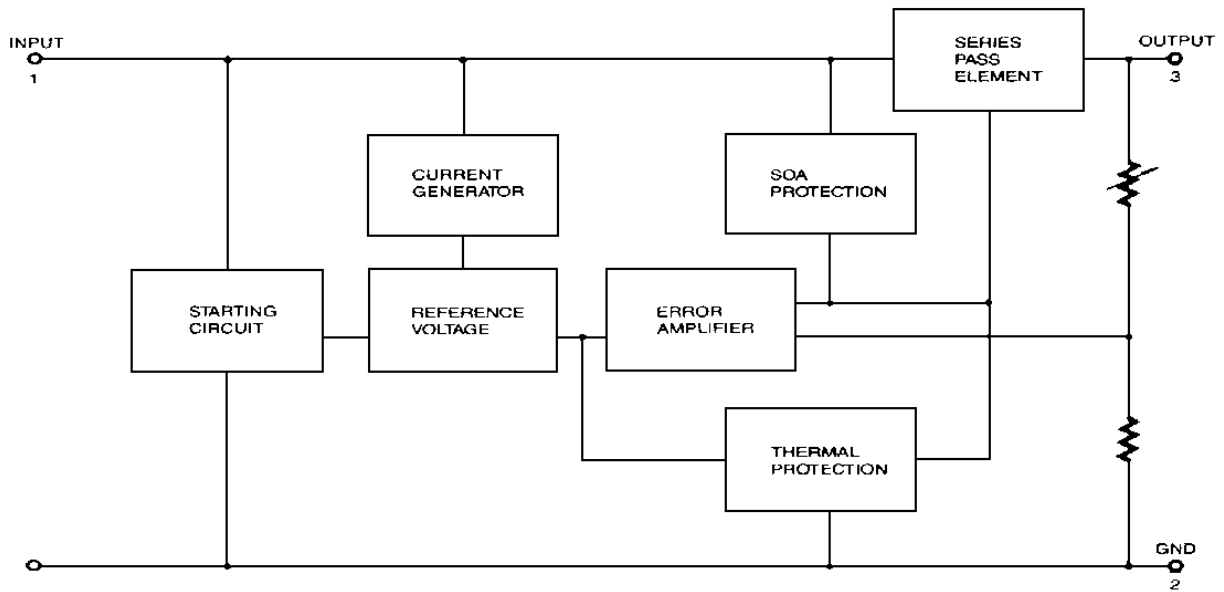 INPUT
1
SERIES
PASS
ELEMENT
OUTPUT
3
CURRENT
GENERATOR
SOA
PROTECTION
STARTING
CIRCUIT
REFERENCE
VOLTAGE
ERROR
AMPLIFIER
THERMAL
PROTECTION
GND
2